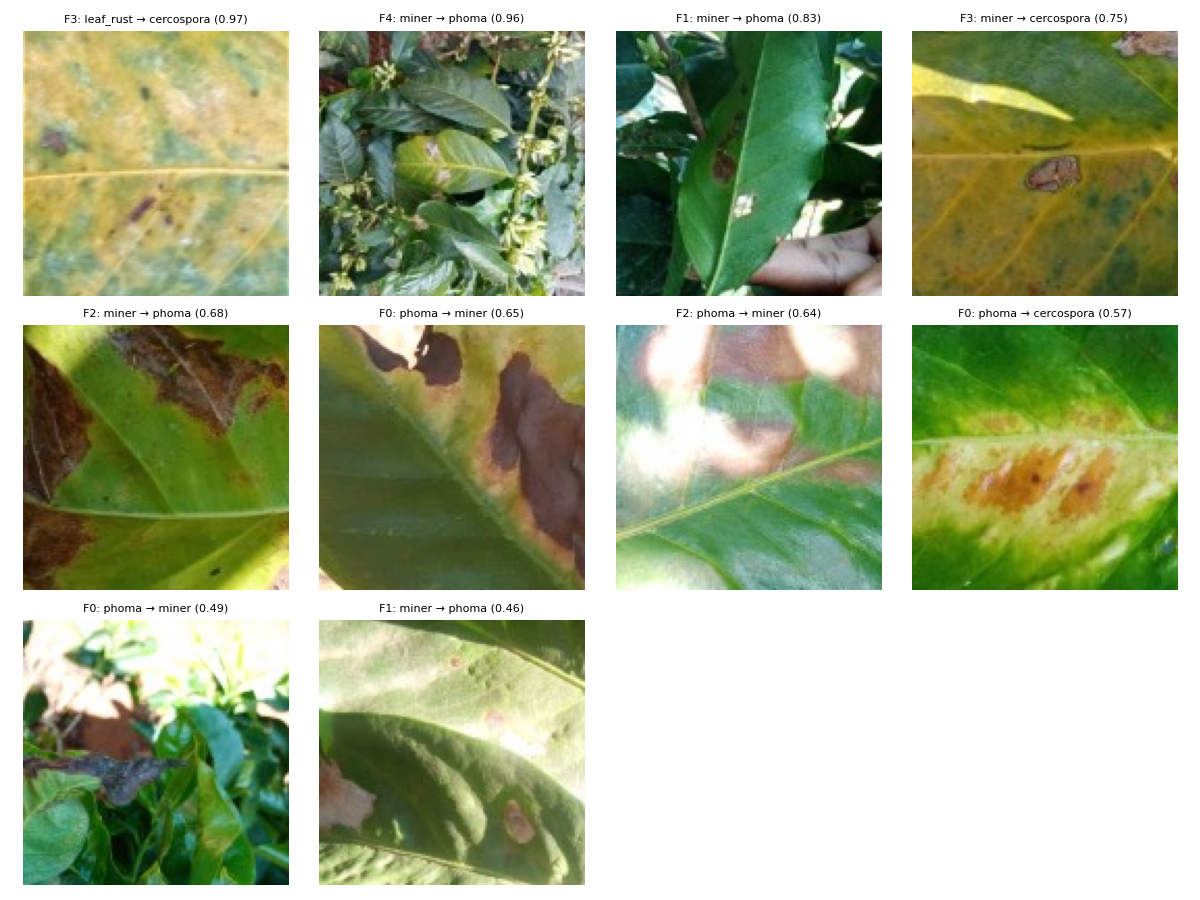 F3: leaf_rust → cercospora (0.97)
F4: miner → phoma (0.96)
F1: miner → phoma (0.83)
F3: miner → cercospora (0.75)
F2: miner → phoma (0.68)
F0: phoma → miner (0.65)
F2: phoma → miner (0.64)
F0: phoma → cercospora (0.57)
F0: phoma → miner (0.49)
F1: miner → phoma (0.46)